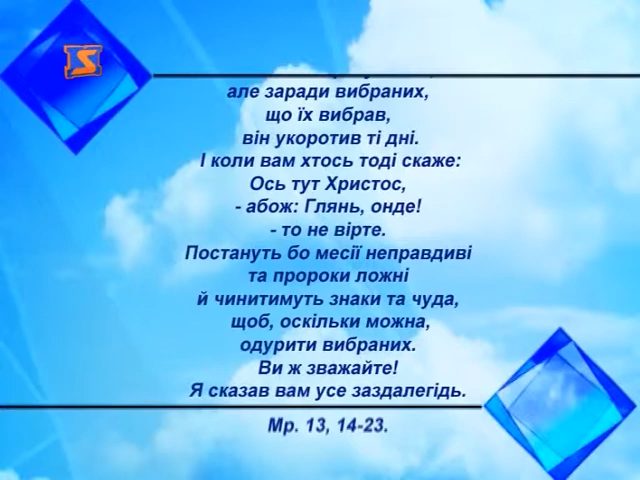 S
але заради вибраних,
що їх вибрав,
він укоротив ті дні.
І коли вам хтось тоді скаже:
Ось тут Христос,
- абож: Глянь, онде!
- то не вірте.
Постануть бо месії неправдиві
та пророки ложні
й чинитимуть знаки та чуда,
щоб, оскільки можна,
одурити вибраних.
Ви ж зважайте!
Я сказав вам усе заздалегідь.
Мр. 13, 14-23.